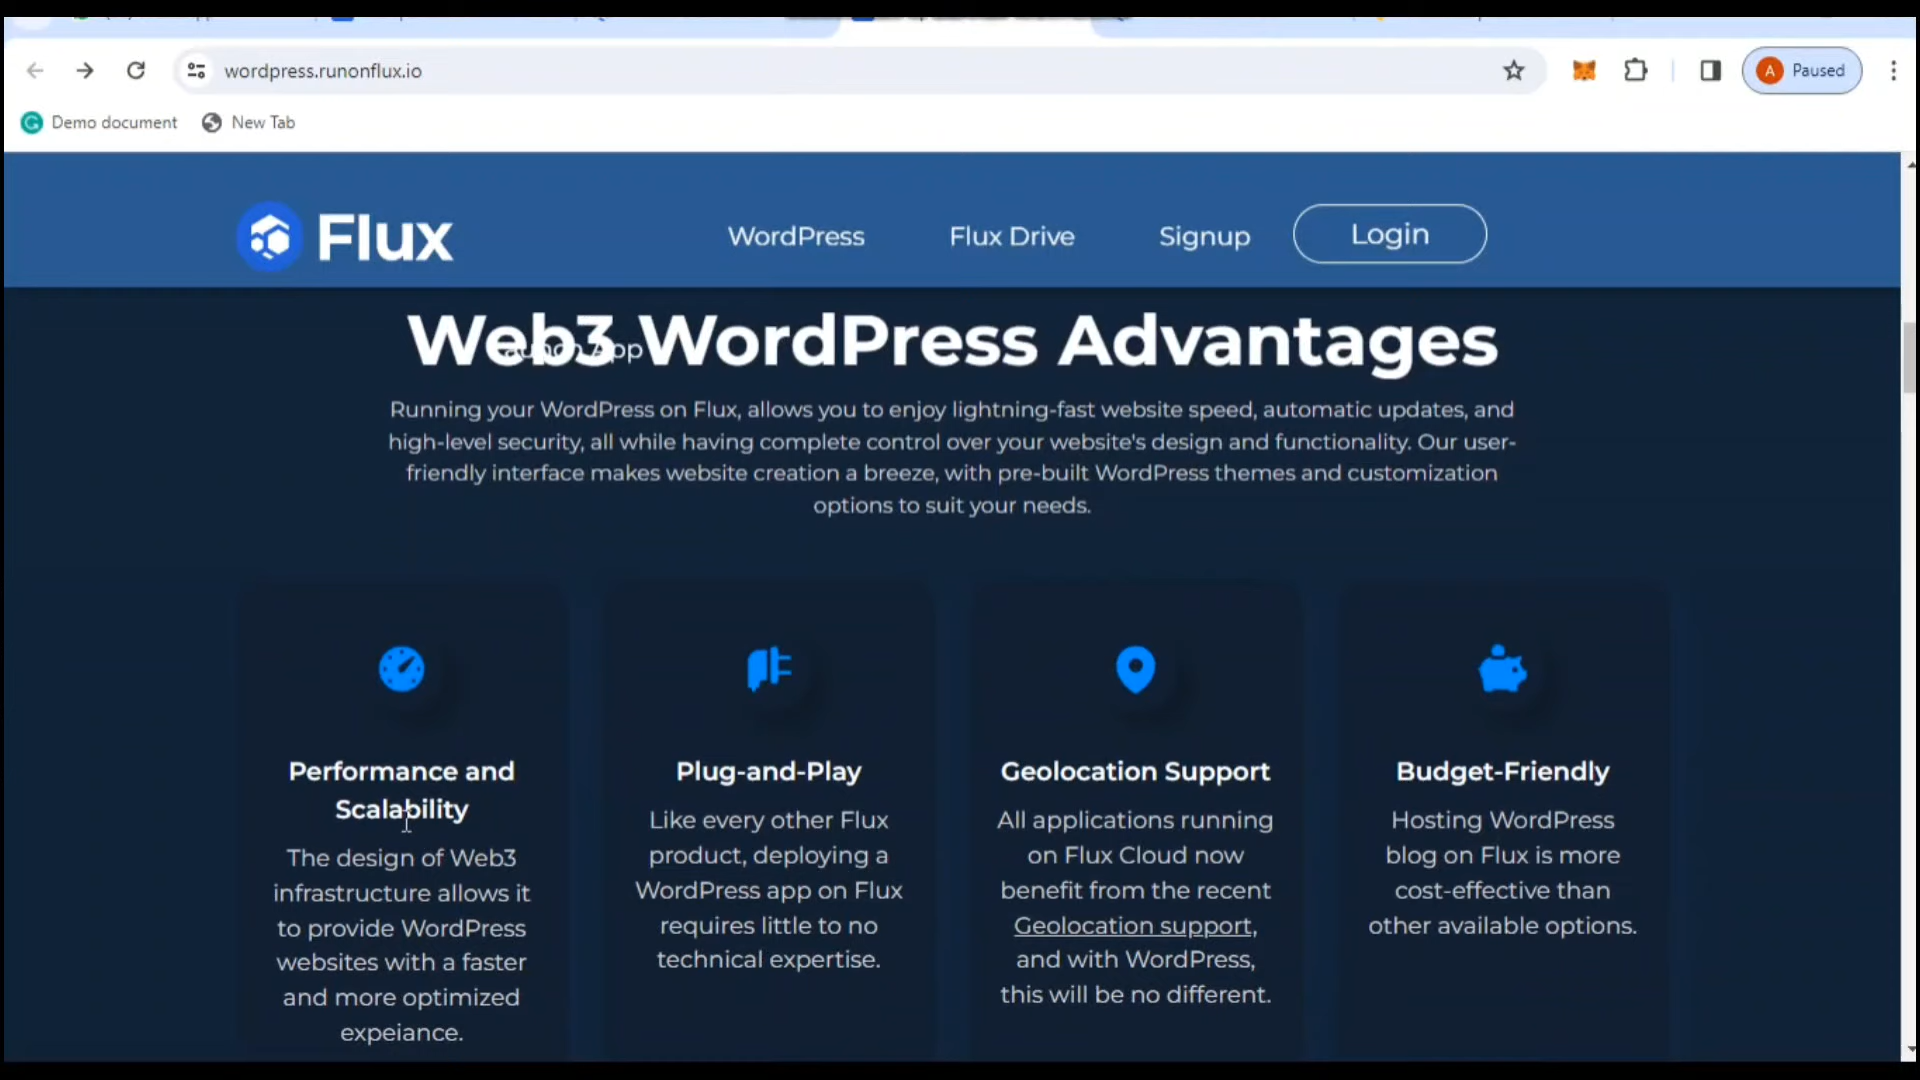 wordpress.runonflux.io
A Paused
Demo document New Tab
Flux WordPress Flux Drive Signup Login
Web3 WordPress Advantages
App
Running your WordPress on Flux, allows you to enjoy lightning-fast website speed, automatic updates, and
high-level security, all while having complete control over your website's design and functionality. Our user-
friendly interface makes website creation a breeze, with pre-built WordPress themes and customization
options to suit your needs.
Performance and
Scalability
The design of Web3
infrastructure allows it
to provide WordPress
websites with a faster
and more optimized
expeiance.
Plug-and-Play
Like every other Flux
product, deploying a
WordPress app on Flux
requires little to no
technical expertise.
Geolocation Support
All applications running
on Flux Cloud now
benefit from the recent
Geolocation support,
and with WordPress,
this will be no different.
Budget-Friendly
Hosting WordPress
blog on Flux is more
cost-effective than
other available options.